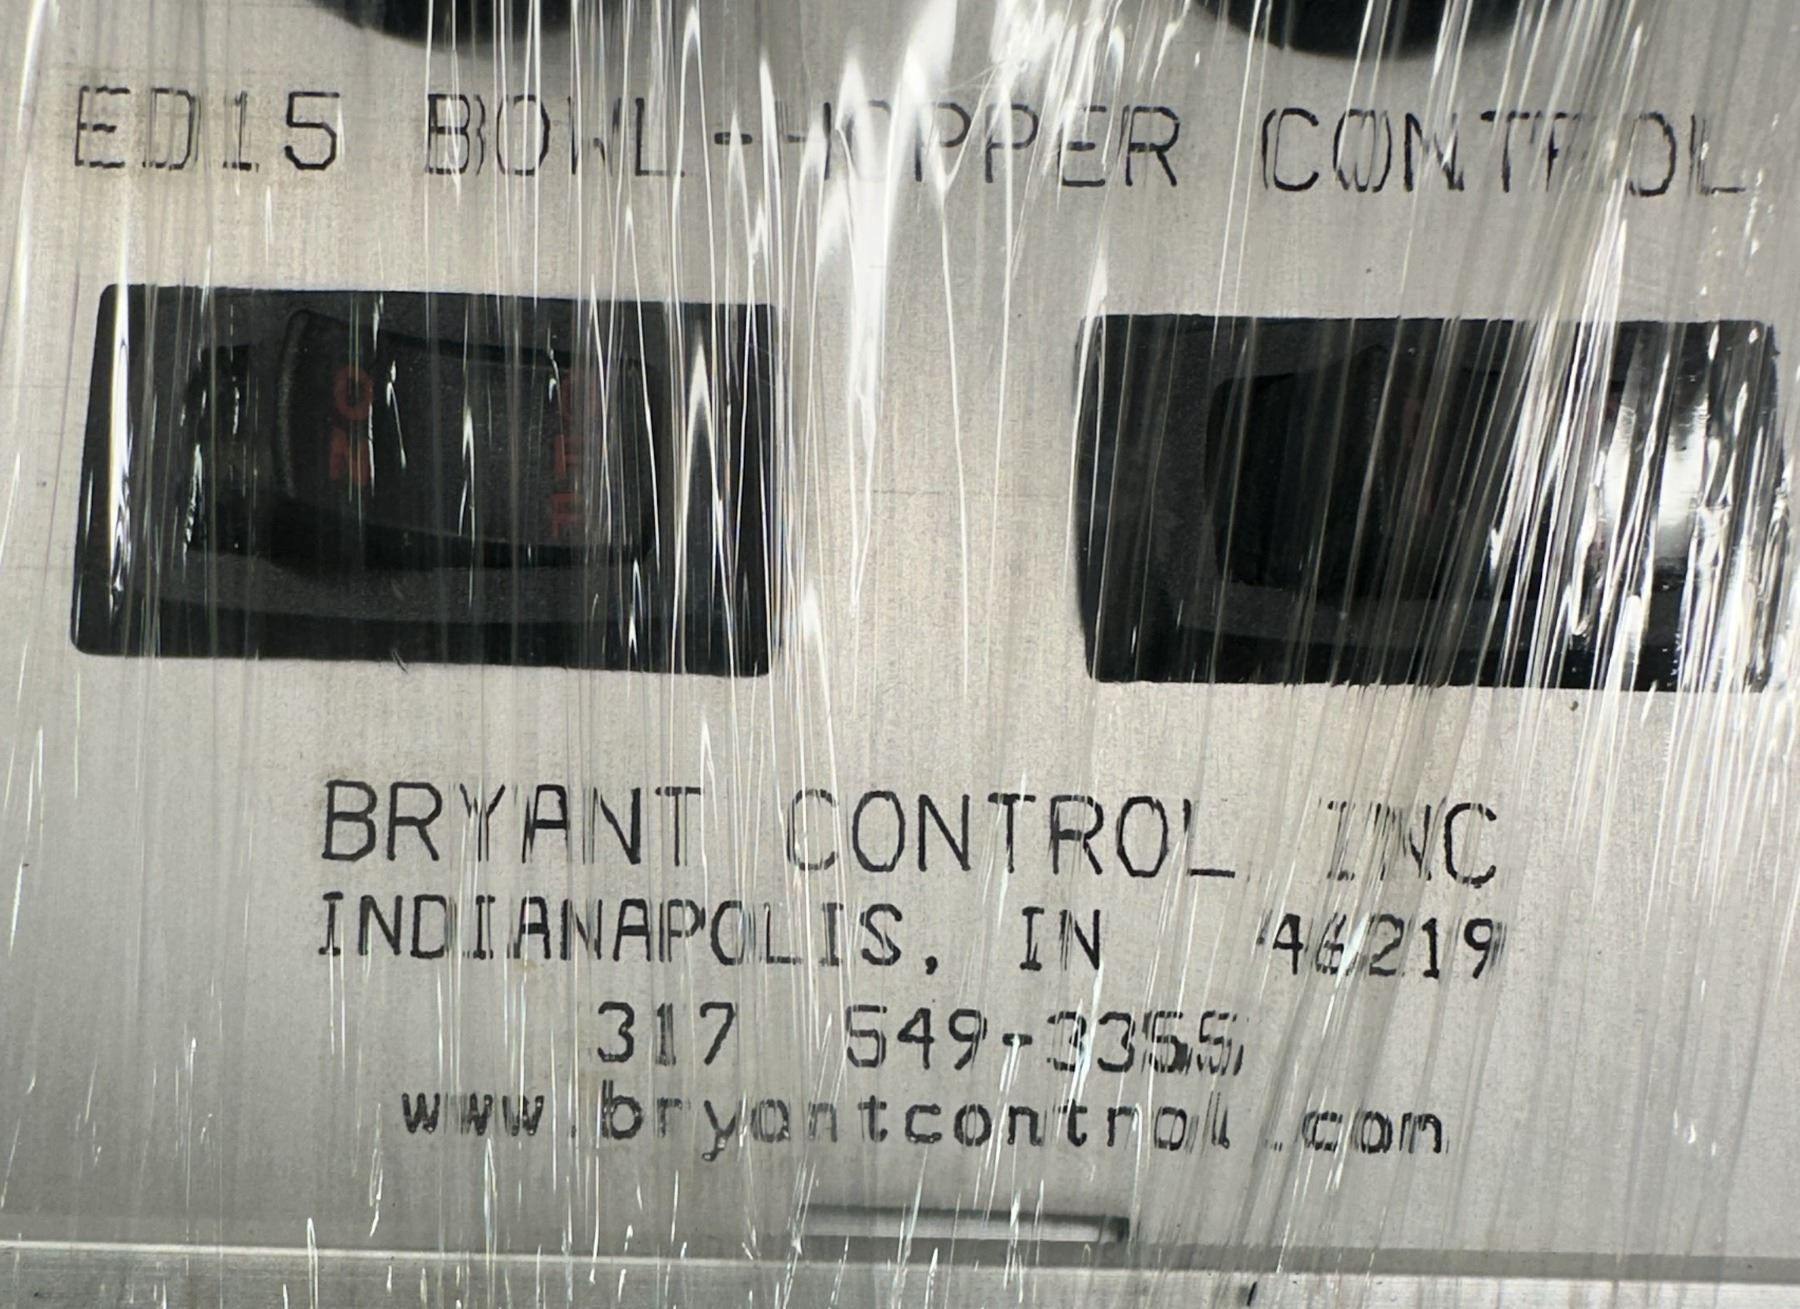 ED15 BOWL-HOPPER CONTROL
ON
OFF
BRYANT CONTROL INC
INDIANAPOLIS, IN 46219
317 549-3355
www.bryantcontrol.com